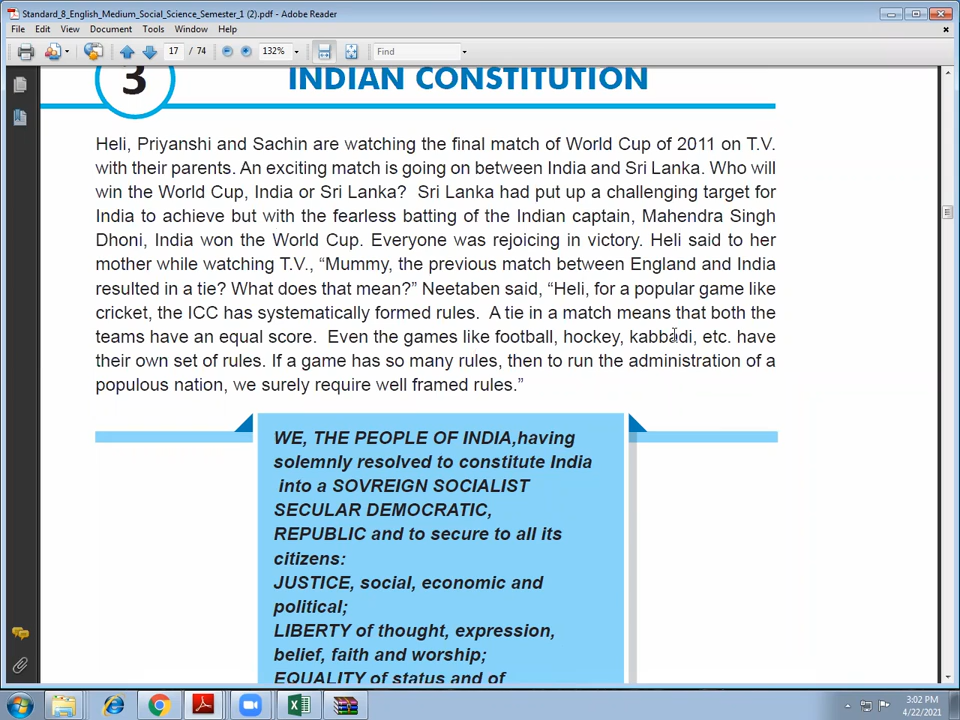 Standard_8_English_Medium_Social_Science_Semester_1 (2).pdf - Adobe Reader
File Edit View Document Tools Window Help
17 / 74 132% Find
3 INDIAN CONSTITUTION
Heli, Priyanshi and Sachin are watching the final match of World Cup of 2011 on T.V.
with their parents. An exciting match is going on between India and Sri Lanka. Who will
win the World Cup, India or Sri Lanka? Sri Lanka had put up a challenging target for
India to achieve but with the fearless batting of the Indian captain, Mahendra Singh
Dhoni, India won the World Cup. Everyone was rejoicing in victory. Heli said to her
mother while watching T.V., “Mummy, the previous match between England and India
resulted in a tie? What does that mean?” Neetaben said, “Heli, for a popular game like
cricket, the ICC has systematically formed rules. A tie in a match means that both the
teams have an equal score. Even the games like football, hockey, kabbadi, etc. have
their own set of rules. If a game has so many rules, then to run the administration of a
populous nation, we surely require well framed rules.”
WE, THE PEOPLE OF INDIA,having
solemnly resolved to constitute India
into a SOVREIGN SOCIALIST
SECULAR DEMOCRATIC,
REPUBLIC and to secure to all its
citizens:
JUSTICE, social, economic and
political;
LIBERTY of thought, expression,
belief, faith and worship;
EQUALITY of status and of
3:02 PM
4/22/2021